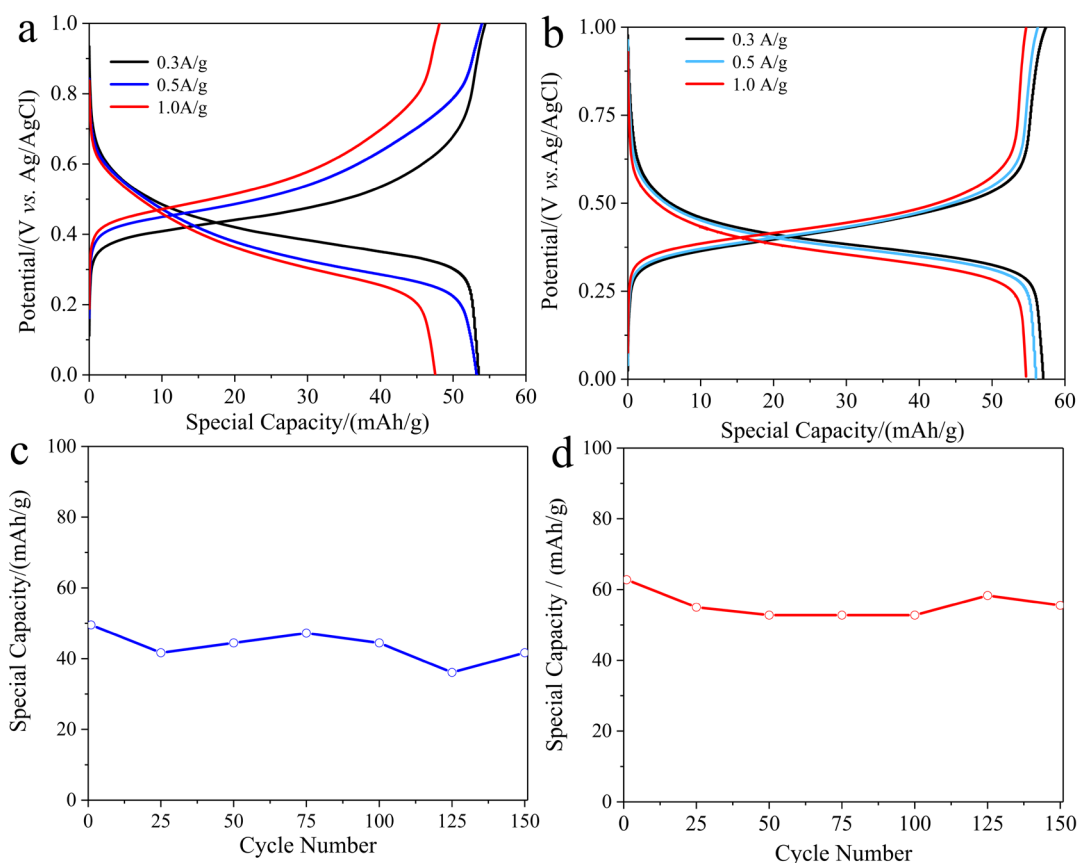 a
0.3A/g
0.5A/g
1.0A/g
Potential/(V vs. Ag/AgCl)
1.0
0.8
0.6
0.4
0.2
0.0
0 10 20 30 40 50 60
Special Capacity/(mAh/g)
b
0.3 A/g
0.5 A/g
1.0 A/g
Potential/(V vs.Ag/AgCl)
1.00
0.75
0.50
0.25
0.00
0 10 20 30 40 50 60
Special Capacity/(mAh/g)
c
Special Capacity/(mAh/g)
100
80
60
40
20
0
0 25 50 75 100 125 150
Cycle Number
d
Special Capacity / (mAh/g)
100
80
60
40
20
0
0 25 50 75 100 125 150
Cycle Number